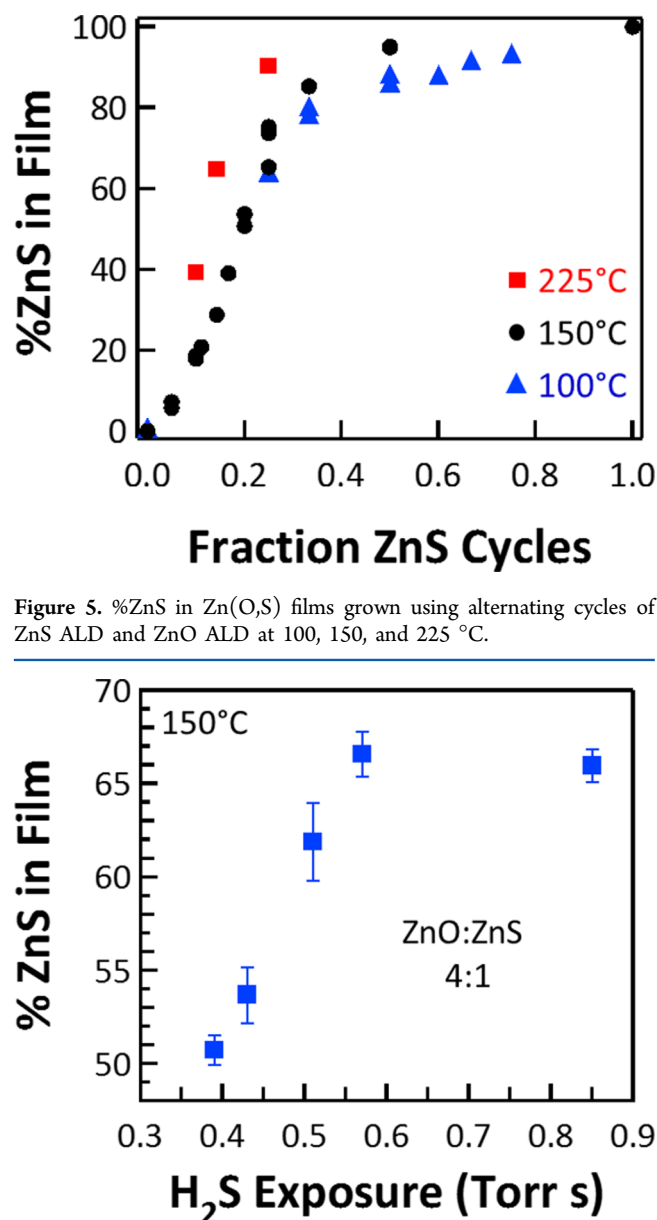 100
80
60
40
20
0
%ZnS in Film
225°C
150°C
100°C
0.0 0.2 0.4 0.6 0.8 1.0
Fraction ZnS Cycles
Figure 5. %ZnS in Zn(O,S) films grown using alternating cycles of
ZnS ALD and ZnO ALD at 100, 150, and 225 °C.
70
65
60
55
50
% ZnS in Film
150°C
ZnO:ZnS
4:1
0.3 0.4 0.5 0.6 0.7 0.8 0.9
H₂S Exposure (Torr s)